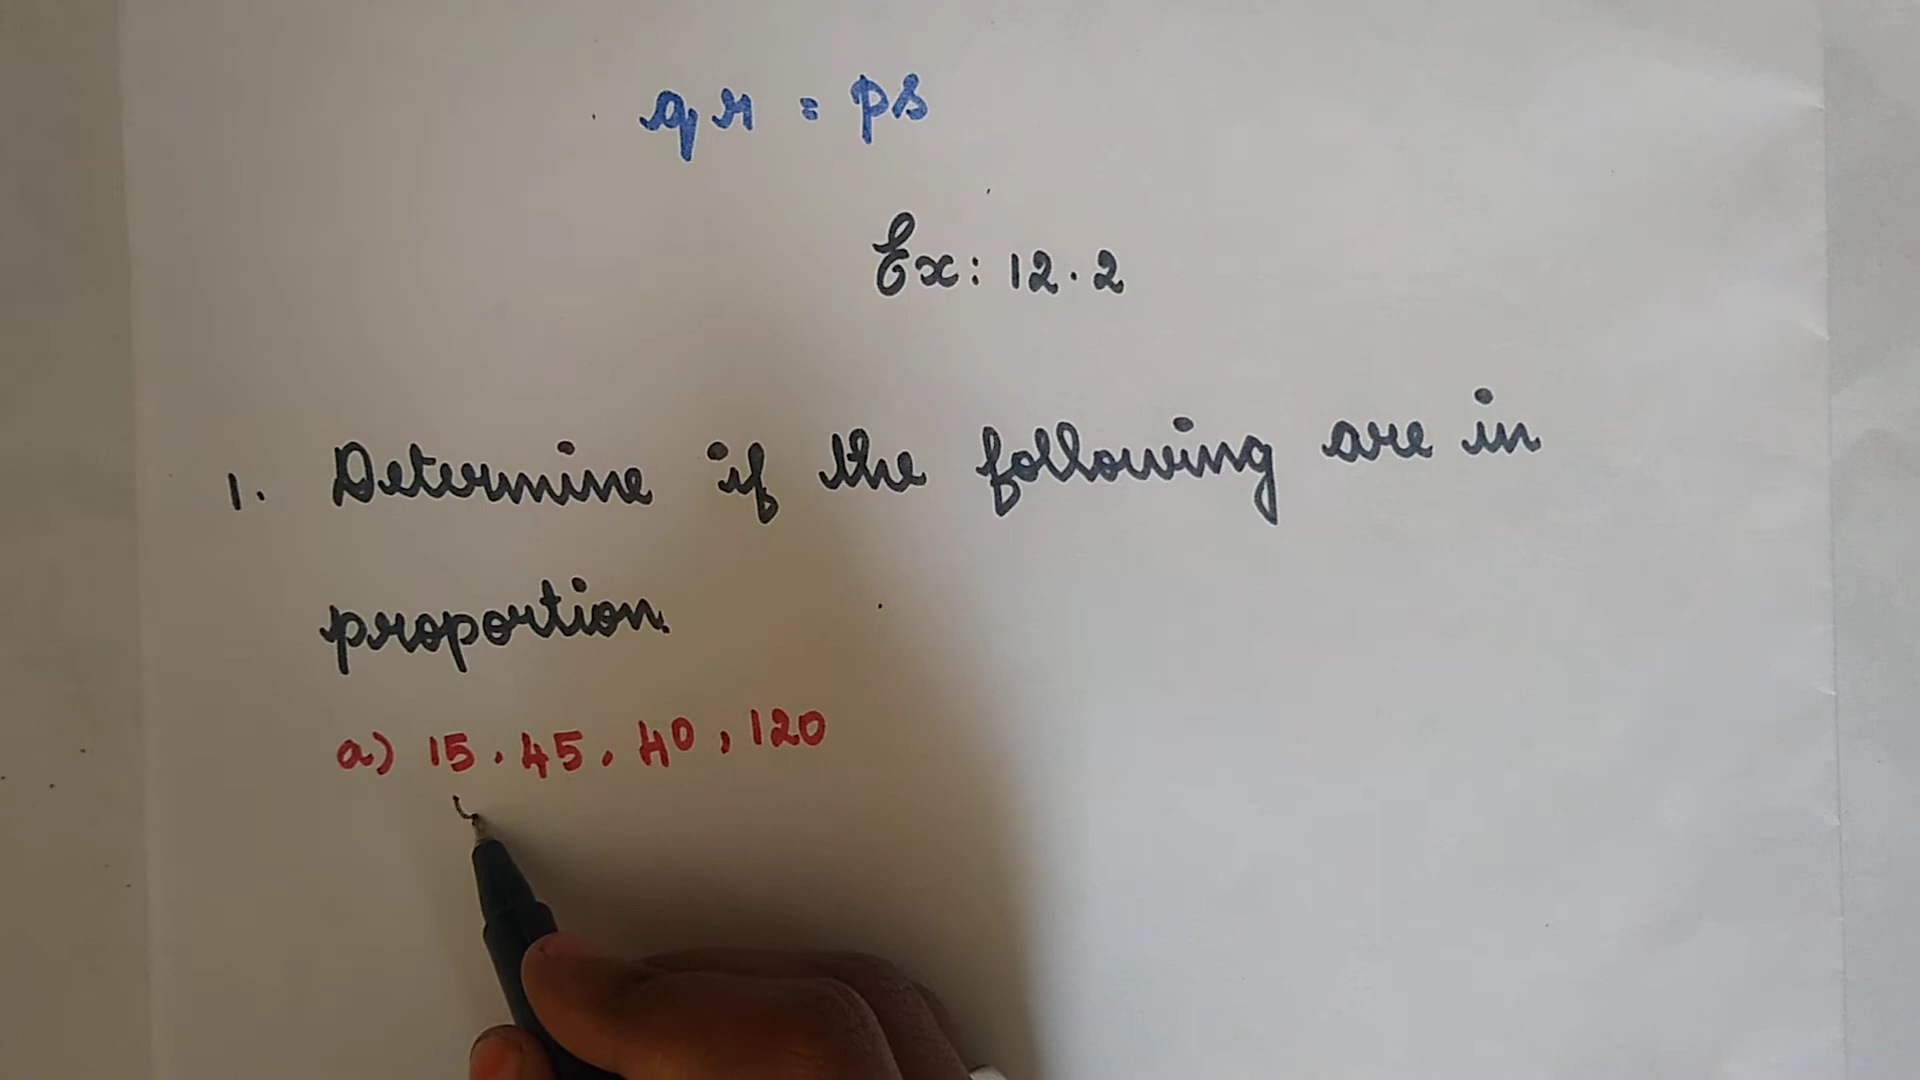 qr = ps
Ex: 12.2
1. Determine if the following are in
proportion.
a) 15, 45, 40, 120